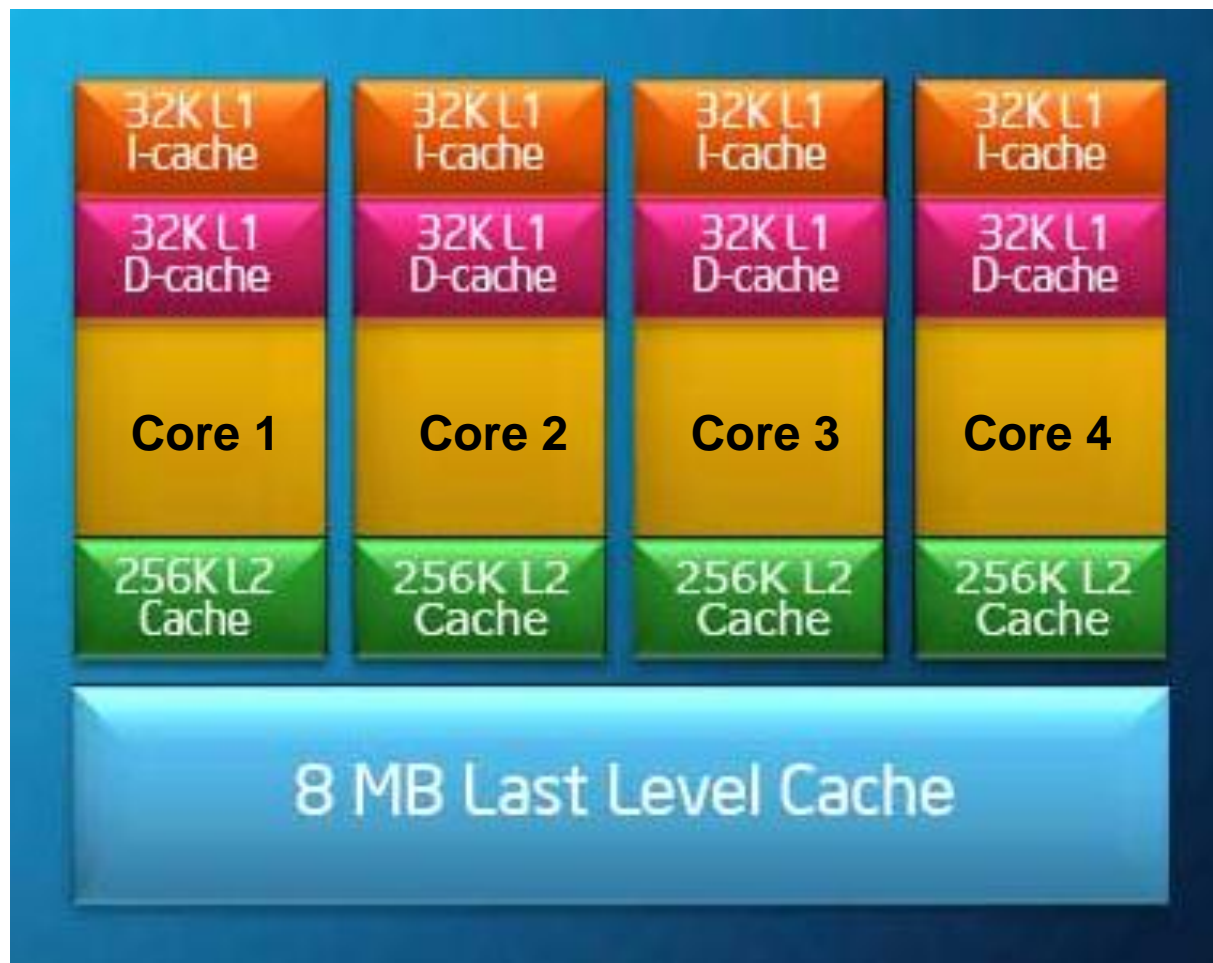 32K L1
I-cache
32K L1
I-cache
32K L1
I-cache
32K L1
I-cache
32K L1
D-cache
32K L1
D-cache
32K L1
D-cache
32K L1
D-cache
Core 1
Core 2
Core 3
Core 4
256K L2
Cache
256K L2
Cache
256K L2
Cache
256K L2
Cache
8 MB Last Level Cache